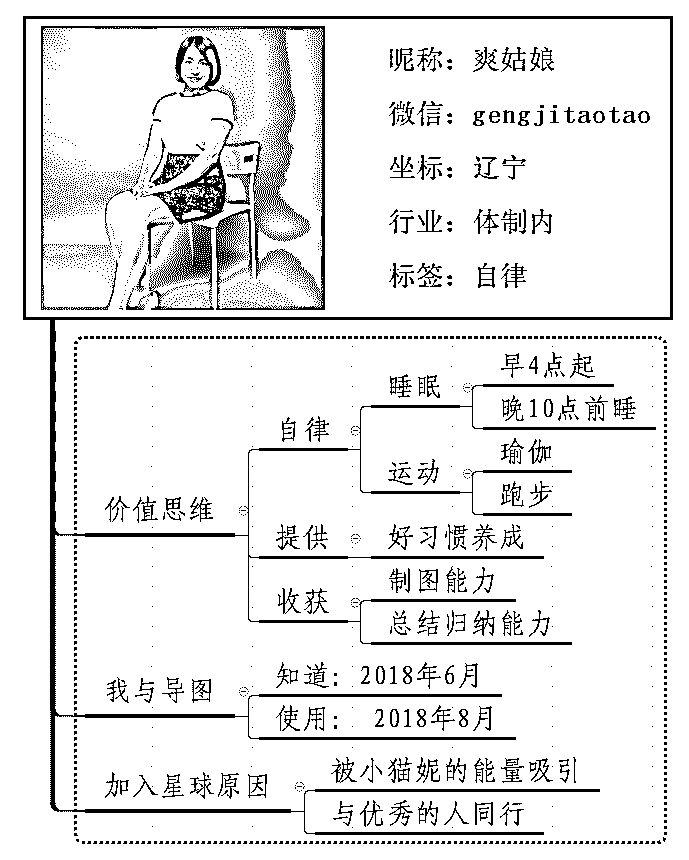 昵称：爽姑娘
微信：gengjitaotao
坐标：辽宁
行业：体制内
标签：自律
价值思维
自律
睡眠
早4点起
晚10点前睡
运动
瑜伽
跑步
提供
好习惯养成
收获
制图能力
总结归纳能力
我与导图
知道：2018年6月
使用： 2018年8月
加入星球原因
被小猫妮的能量吸引
与优秀的人同行